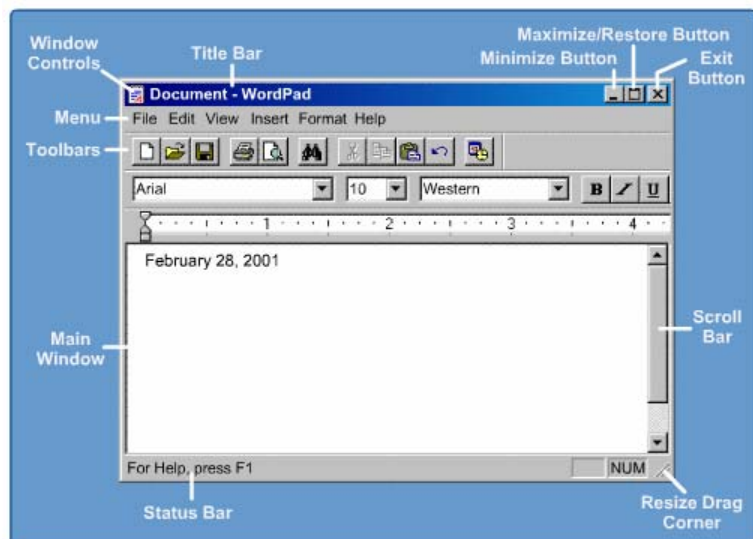 Maximize/Restore Button
Window
Controls
Title Bar
Minimize Button
Exit
Button
Document - WordPad
Menu
File Edit View Insert Format Help
Toolbars
Arial
10
Western
B I U
1 2 3 4
February 28, 2001
Main
Window
Scroll
Bar
For Help, press F1
NUM
Status Bar
Resize Drag
Corner